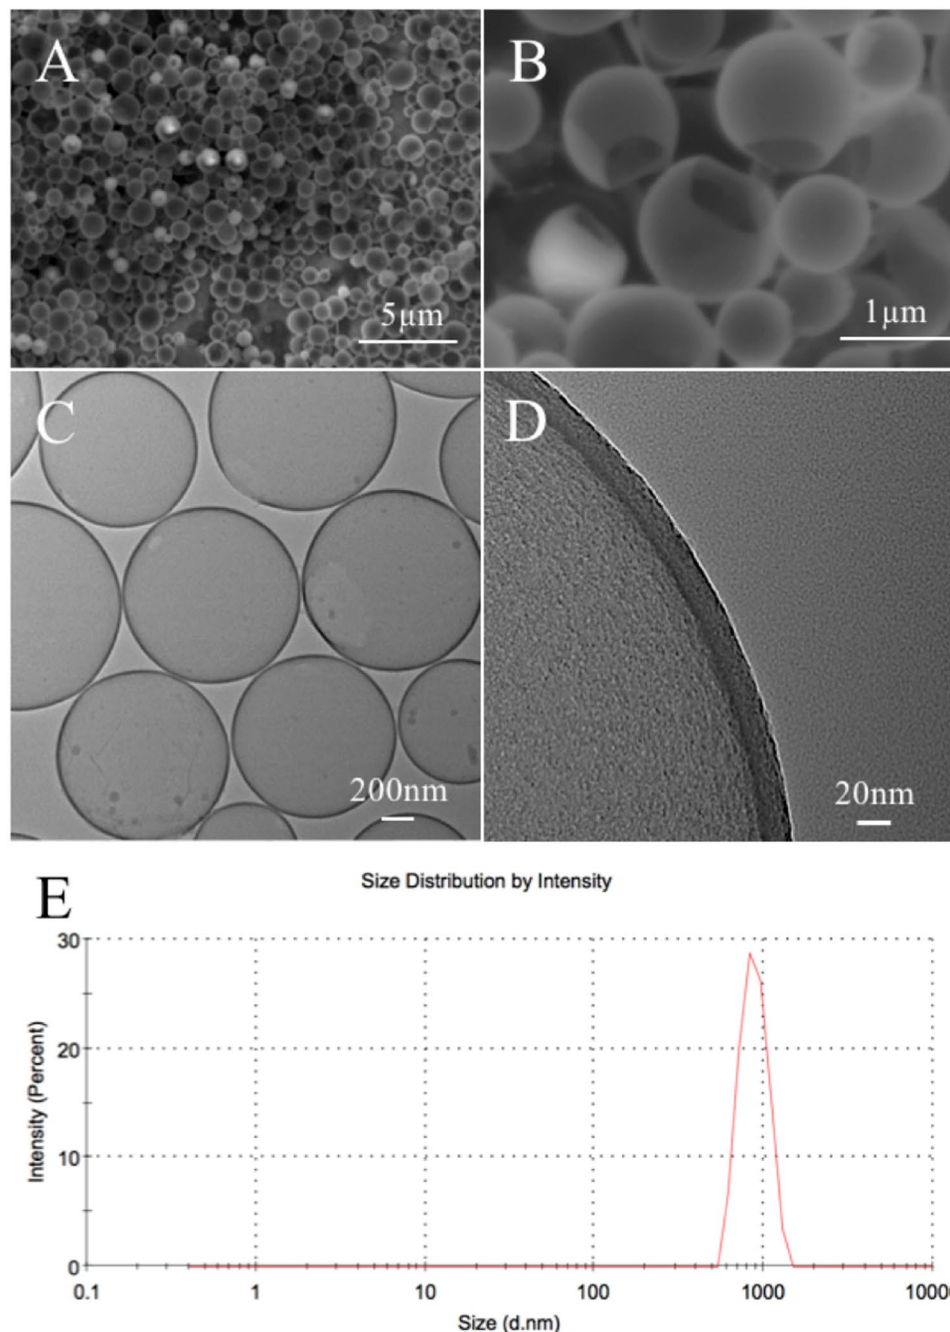 A
B
5μm
1μm
C
D
200nm
20nm
E
Size Distribution by Intensity
30
20
10
0
Intensity (Percent)
0.1
1
10
100
1000
1000
Size (d.nm)